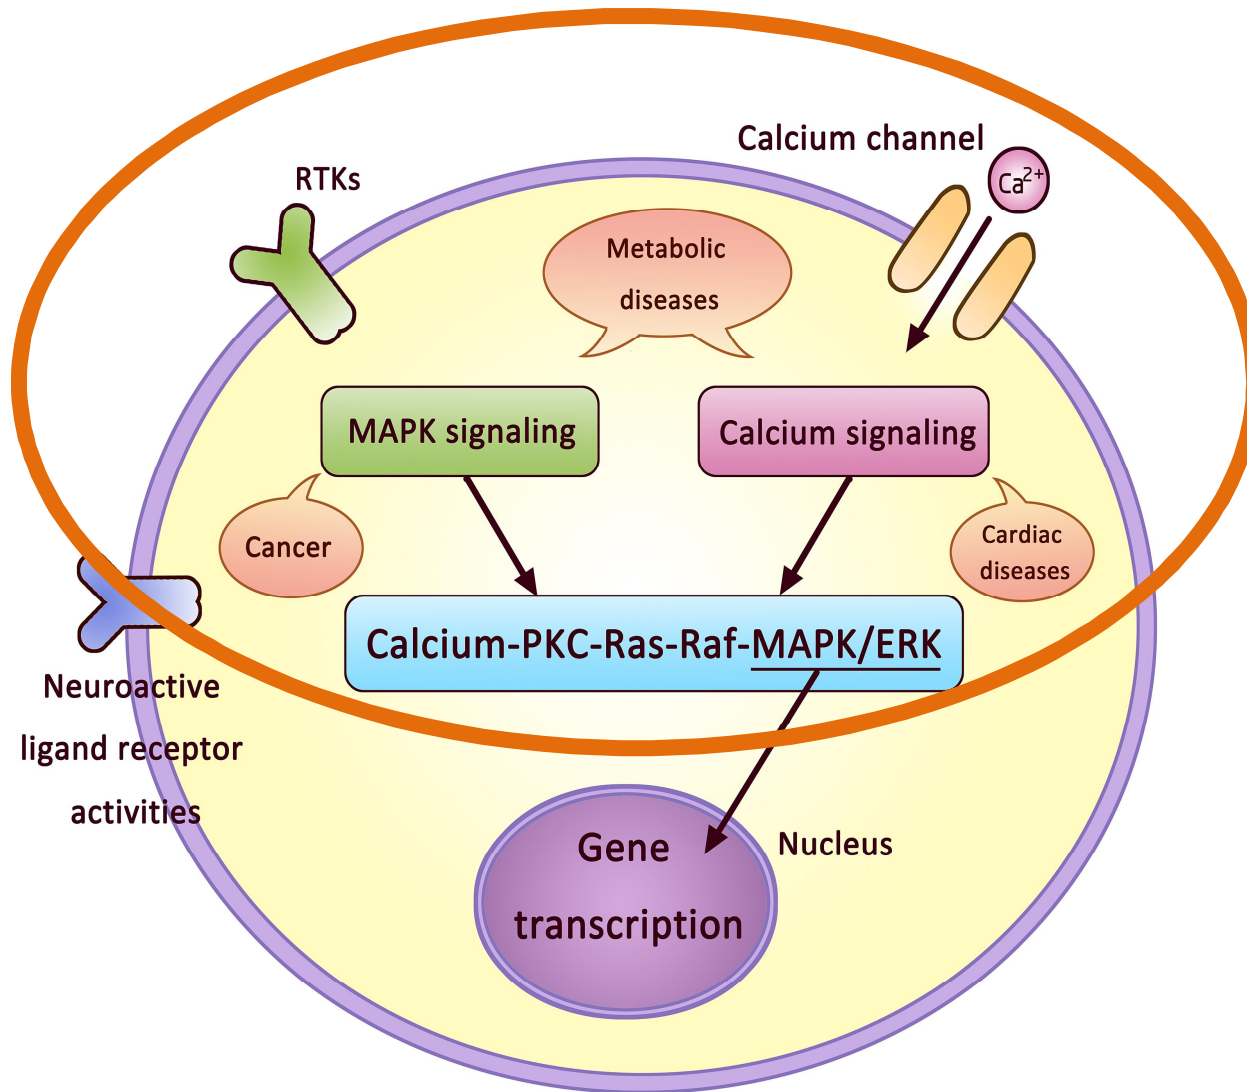 Calcium channel
Ca²⁺
RTKs
Metabolic
diseases
MAPK signaling
Calcium signaling
Cancer
Cardiac
diseases
Calcium-PKC-Ras-Raf-MAPK/ERK
Neuroactive
ligand receptor
activities
Gene
transcription
Nucleus